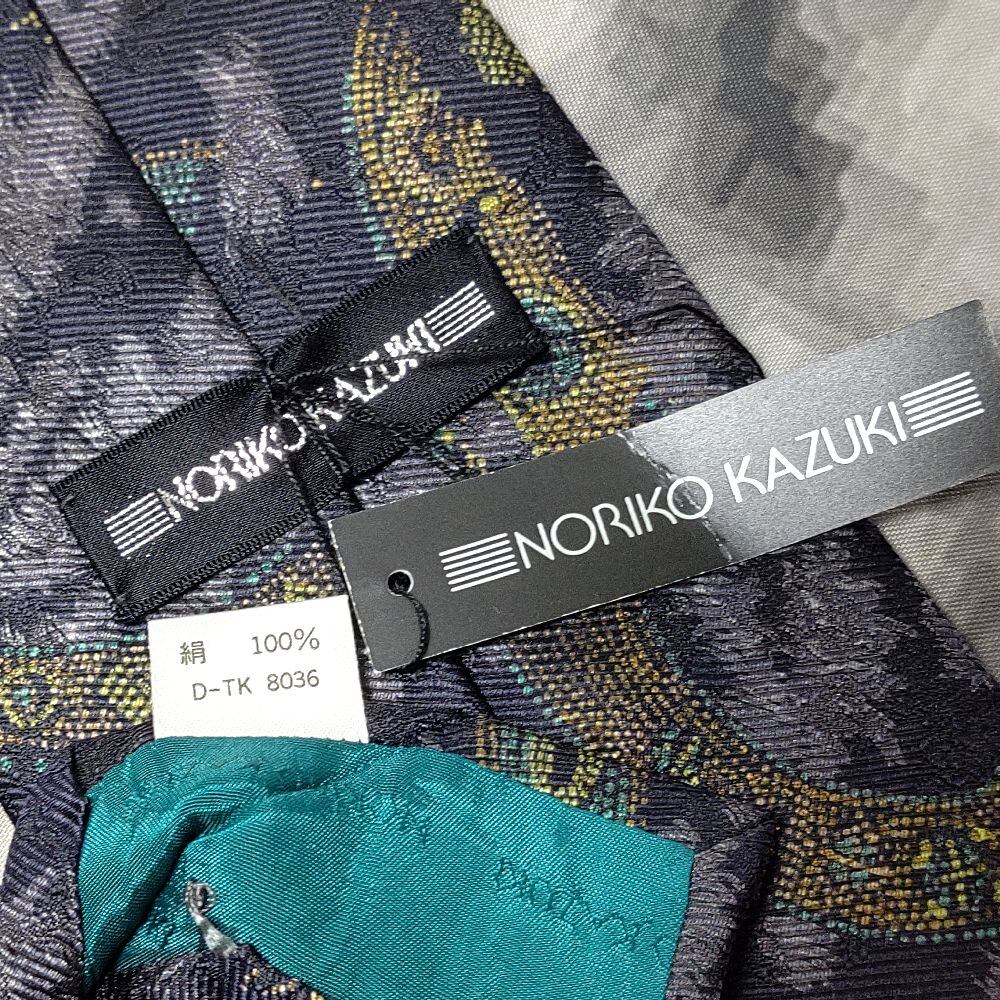 NORIKO KAZUKI
NORIKO KAZUKI
絹 100%
D-TK 8036